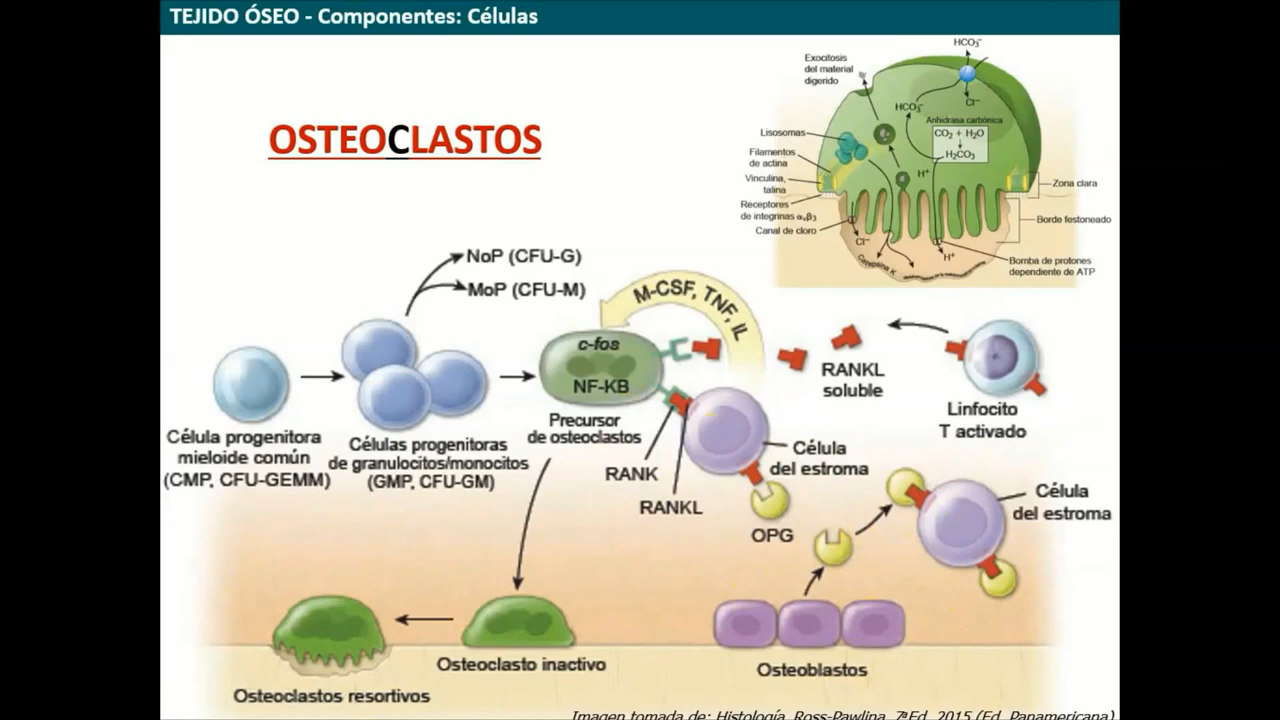 TEJIDO ÓSEO - Componentes: Células
OSTEOCLASTOS
HCO₃⁻
Exocitosis
del material
digerido
HCO₃⁻
Cl⁻
Anhidrasa carbónica
CO₂ + H₂O
H₂CO₃
Lisosomas
Filamentos
de actina
H⁺
Vinculina,
talina
Zona clara
Receptores
de integrinas αᵥβ₃
Borde festoneado
Canal de cloro
Cl⁻
H⁺
Catepsina K
Bomba de protones
dependiente de ATP
NoP (CFU-G)
MoP (CFU-M)
M-CSF, TNF, IL
c-fos
NF-KB
RANKL
soluble
Linfocito
T activado
Célula progenitora
mieloide común
(CMP, CFU-GEMM)
Células progenitoras
de granulocitos/monocitos
(GMP, CFU-GM)
Precursor
de osteoclastos
RANK
RANKL
Célula
del estroma
OPG
Célula
del estroma
Osteoclasto inactivo
Osteoblastos
Osteoclastos resortivos
Imagen tomada de: Histología. Ross-Pawlina. 7ªEd. 2015 (Ed. Panamericana)